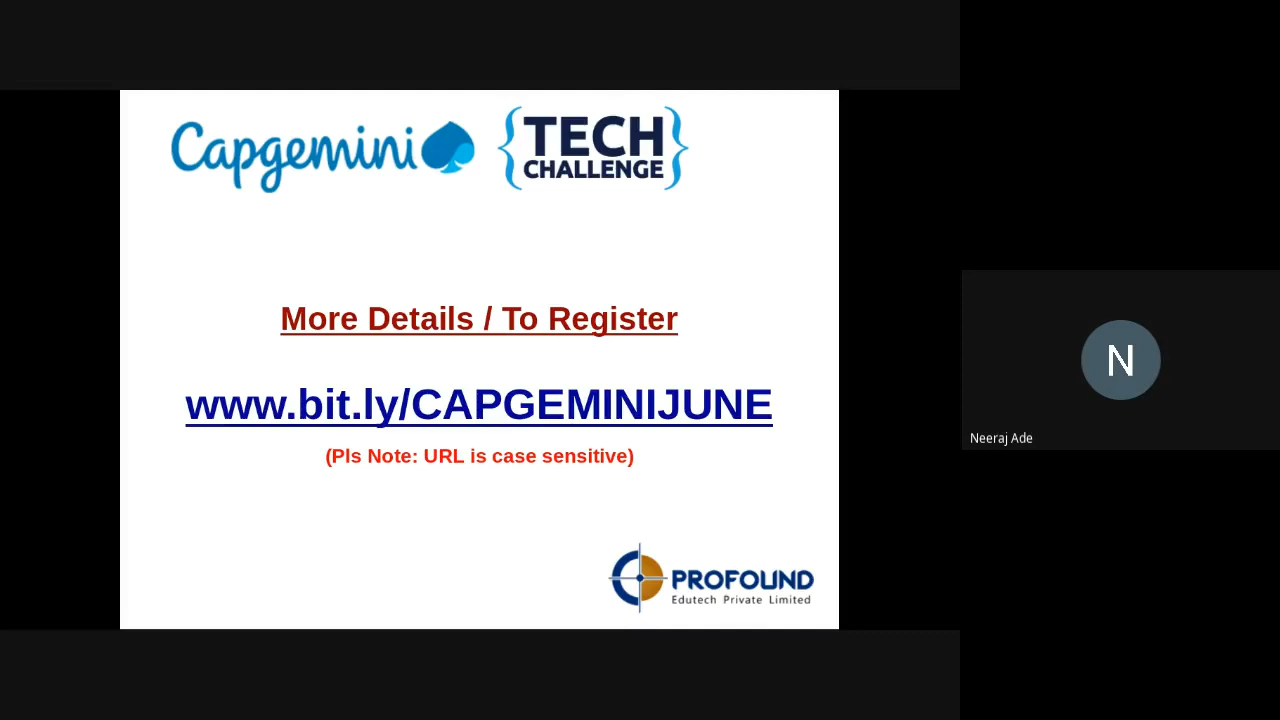 Capgemini
{TECH
CHALLENGE}
More Details / To Register
www.bit.ly/CAPGEMINIJUNE
(Pls Note: URL is case sensitive)
PROFOUND
Edutech Private Limited
N
Neeraj Ade